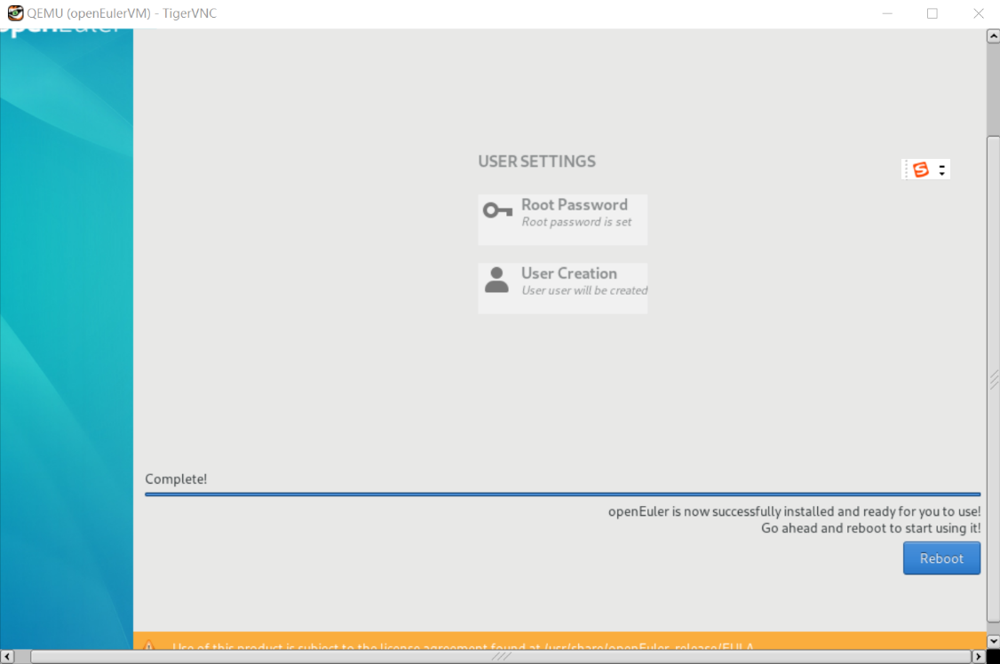 QEMU (openEulerVM) - TigerVNC
openEuler
USER SETTINGS
Root Password
Root password is set
User Creation
User user will be created
Complete!
openEuler is now successfully installed and ready for you to use!
Go ahead and reboot to start using it!
Reboot
Use of this product is subject to the license agreement found at /usr/share/openEuler-release/EULA